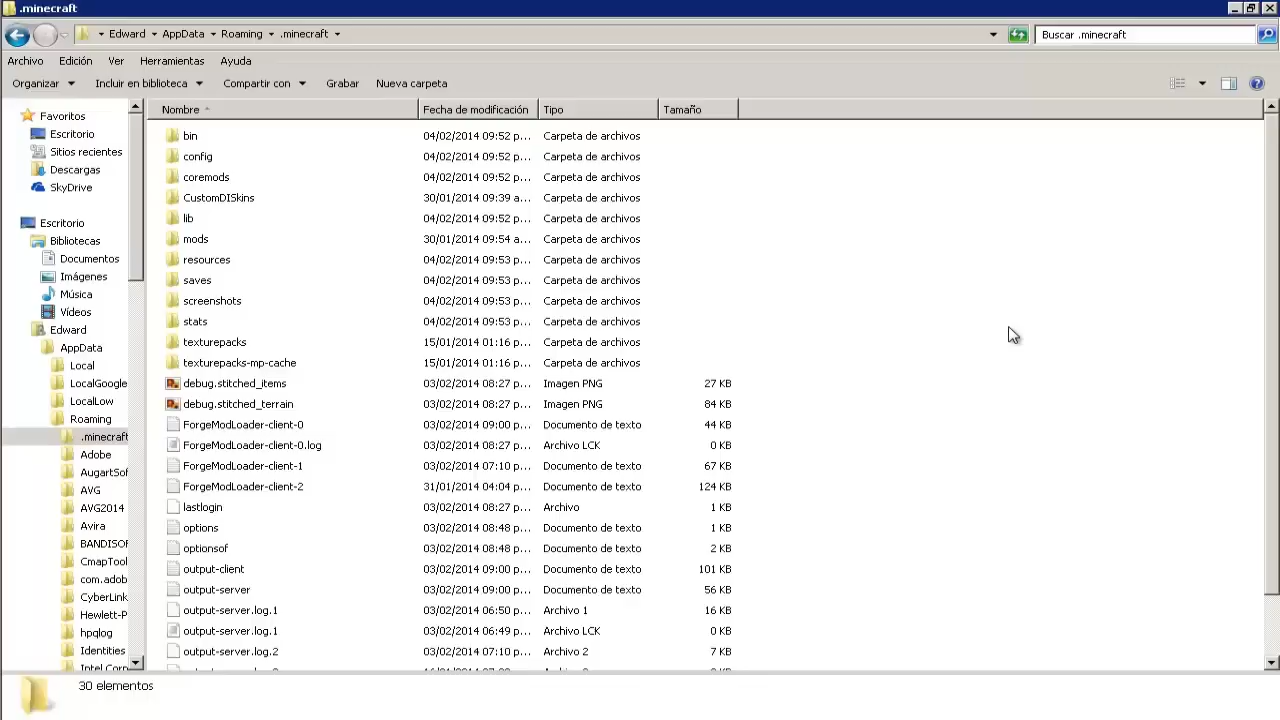 .minecraft
Edward AppData Roaming .minecraft
Buscar .minecraft
Archivo Edición Ver Herramientas Ayuda
Organizar Incluir en biblioteca Compartir con Grabar Nueva carpeta
Nombre Fecha de modificación Tipo Tamaño
Favoritos
Escritorio
Sitios recientes
Descargas
SkyDrive
Escritorio
Bibliotecas
Documentos
Imágenes
Música
Vídeos
Edward
AppData
Local
LocalGoogle
LocalLow
Roaming
.minecraft
Adobe
AugartSof
AVG
AVG2014
Avira
BANDISOF
CmapTool
com.adob
CyberLink
Hewlett-P
hpqlog
Identities
Intel Corp
bin 04/02/2014 09:52 p... Carpeta de archivos
config 04/02/2014 09:52 p... Carpeta de archivos
coremods 04/02/2014 09:52 p... Carpeta de archivos
CustomDISkins 30/01/2014 09:39 a... Carpeta de archivos
lib 04/02/2014 09:52 p... Carpeta de archivos
mods 30/01/2014 09:54 a... Carpeta de archivos
resources 04/02/2014 09:53 p... Carpeta de archivos
saves 04/02/2014 09:53 p... Carpeta de archivos
screenshots 04/02/2014 09:53 p... Carpeta de archivos
stats 04/02/2014 09:53 p... Carpeta de archivos
texturepacks 15/01/2014 01:16 p... Carpeta de archivos
texturepacks-mp-cache 15/01/2014 01:16 p... Carpeta de archivos
debug.stitched_items 03/02/2014 08:27 p... Imagen PNG 27 KB
debug.stitched_terrain 03/02/2014 08:27 p... Imagen PNG 84 KB
ForgeModLoader-client-0 03/02/2014 09:00 p... Documento de texto 44 KB
ForgeModLoader-client-0.log 03/02/2014 08:27 p... Archivo LCK 0 KB
ForgeModLoader-client-1 03/02/2014 07:10 p... Documento de texto 67 KB
ForgeModLoader-client-2 31/01/2014 04:04 p... Documento de texto 124 KB
lastlogin 03/02/2014 08:27 p... Archivo 1 KB
options 03/02/2014 08:48 p... Documento de texto 1 KB
optionsof 03/02/2014 08:48 p... Documento de texto 2 KB
output-client 03/02/2014 09:00 p... Documento de texto 101 KB
output-server 03/02/2014 09:00 p... Documento de texto 56 KB
output-server.log.1 03/02/2014 06:50 p... Archivo 1 16 KB
output-server.log.1 03/02/2014 06:49 p... Archivo LCK 0 KB
output-server.log.2 03/02/2014 07:10 p... Archivo 2 7 KB
30 elementos